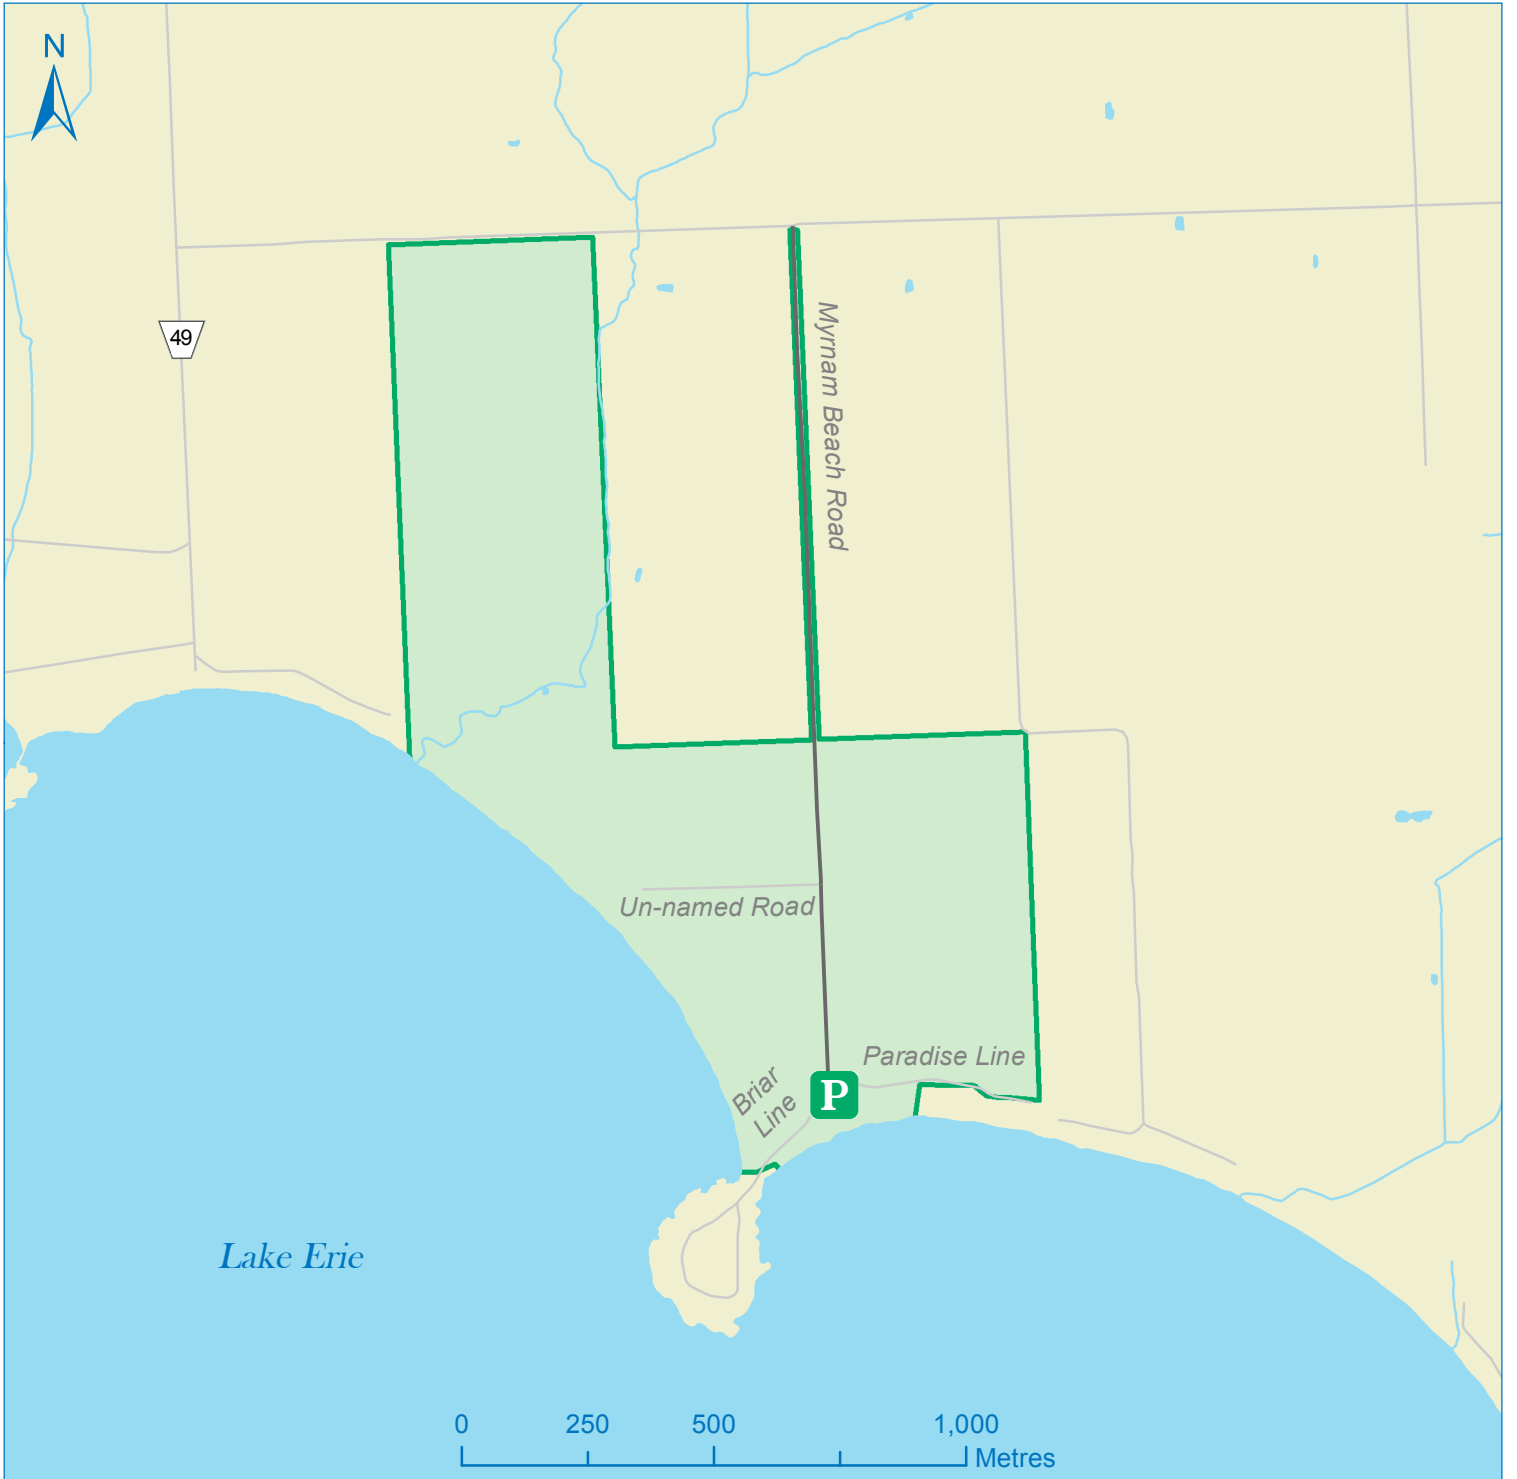 N
49
Myrnam Beach Road
Un-named Road
Paradise Line
Briar
Line
P
Lake Erie
0 250 500 1,000
Metres